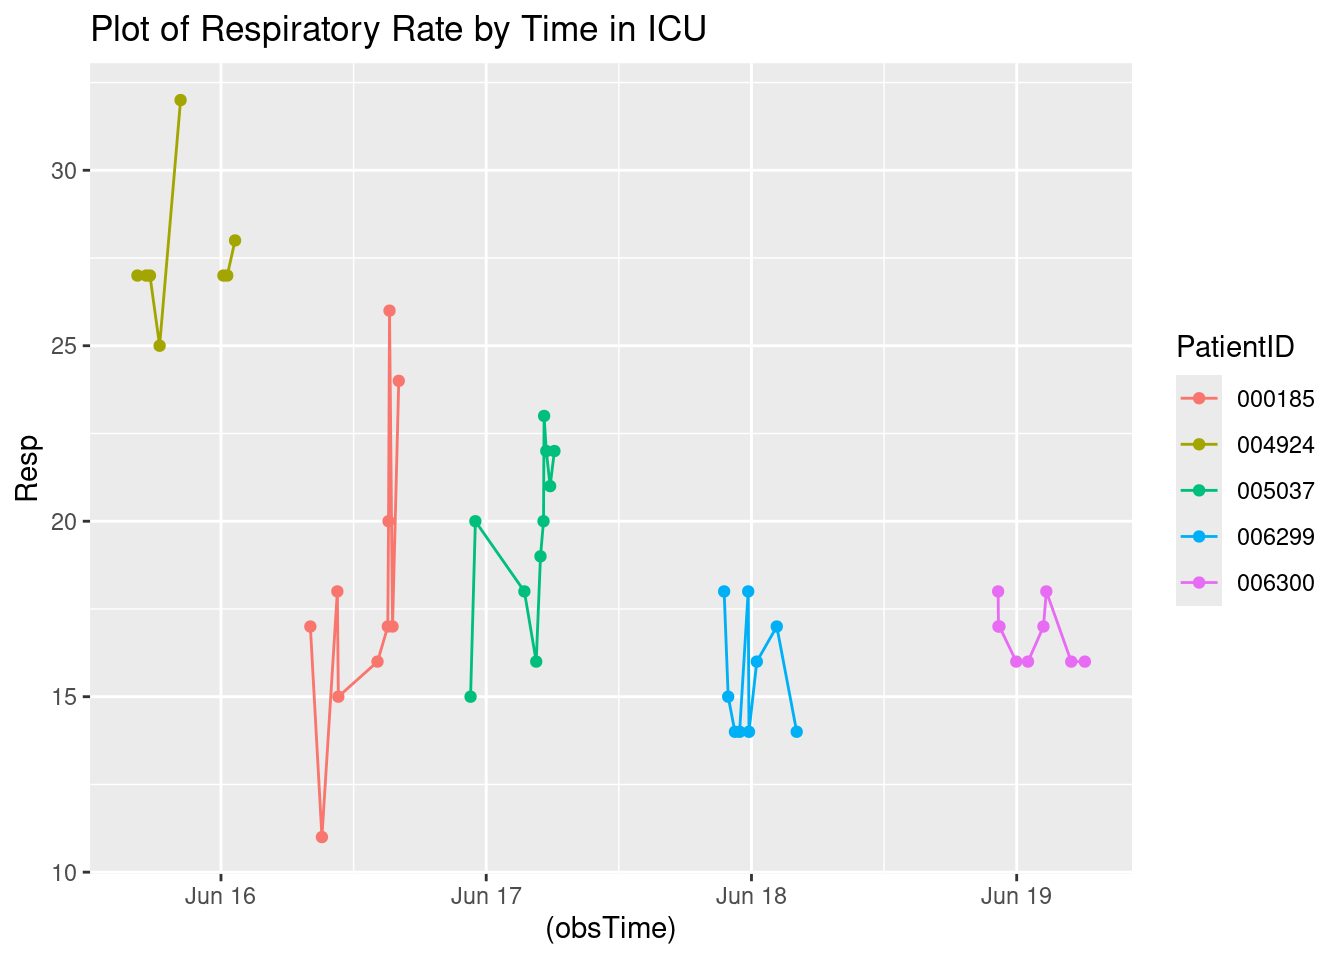 Plot of Respiratory Rate by Time in ICU
Resp
30
25
20
15
10
Jun 16 Jun 17 Jun 18 Jun 19
(obsTime)
PatientID
000185
004924
005037
006299
006300